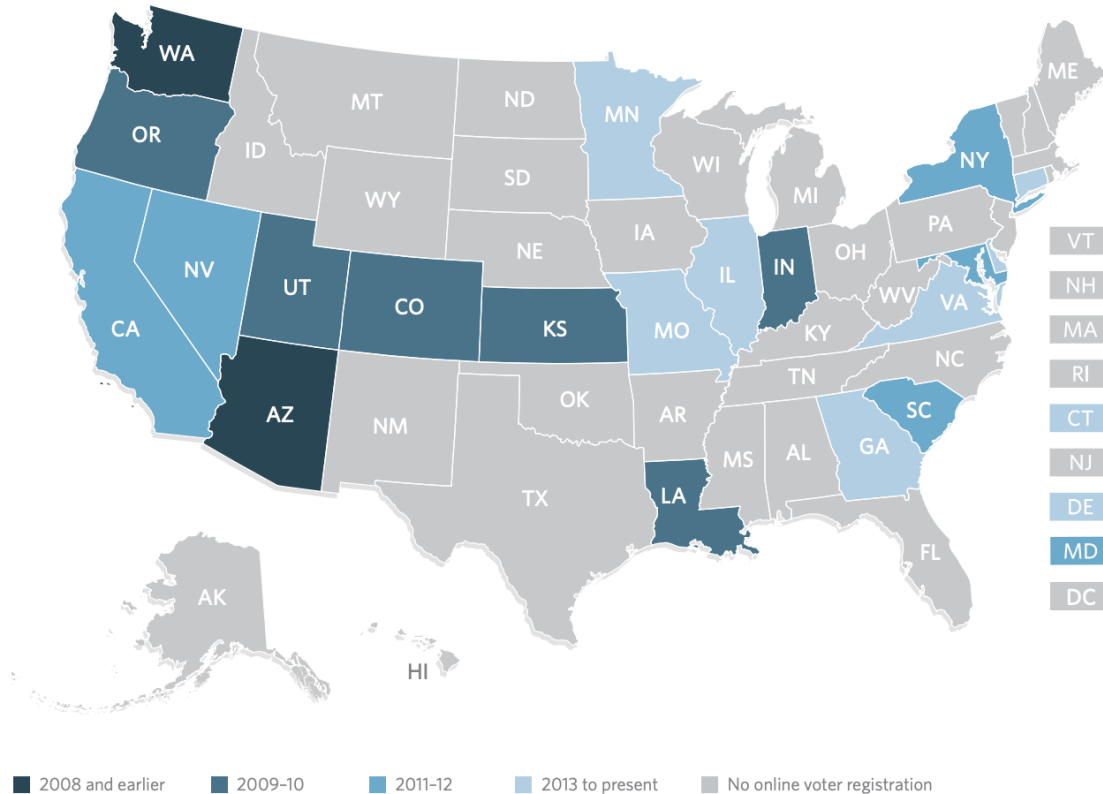 WA
ME
MT
ND
MN
OR
NY
ID
WI
SD
MI
WY
PA
IA
NE
OH
VT
NV
IN
IL
UT
NH
WV
CO
VA
CA
KS
MO
KY
MA
NC
RI
TN
OK
AZ
AR
SC
CT
NM
GA
MS
AL
NJ
LA
TX
DE
FL
MD
AK
DC
HI
2008 and earlier 2009–10 2011–12 2013 to present No online voter registration